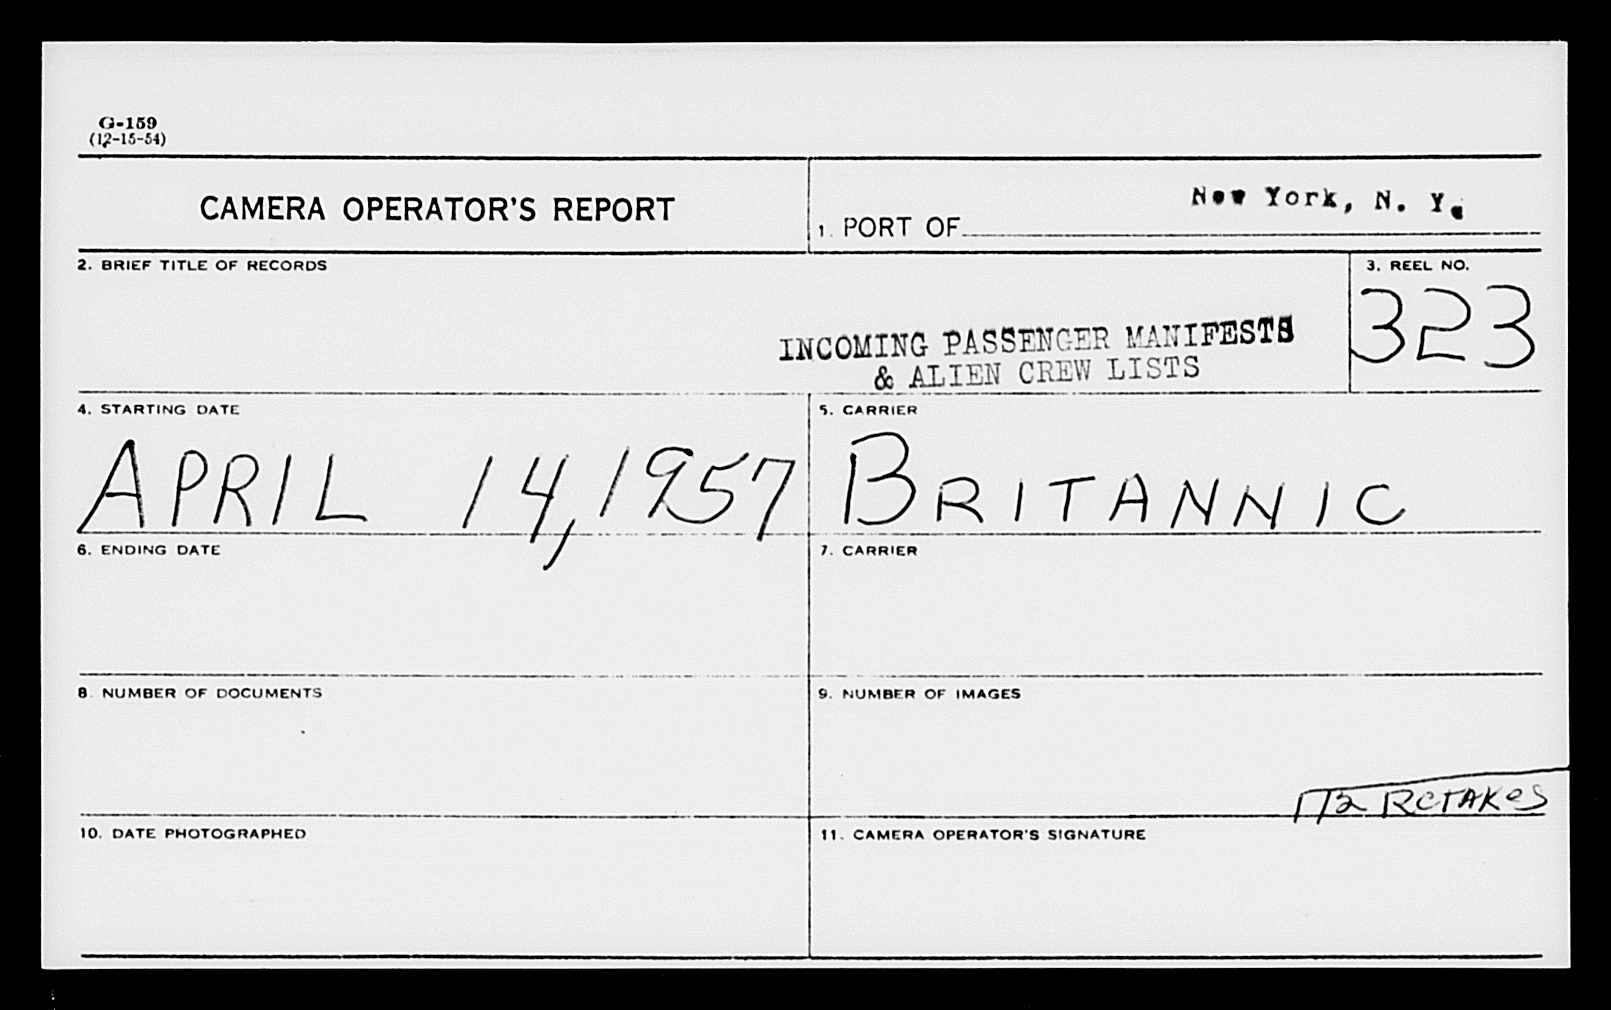 G-159
(12-15-54)
CAMERA OPERATOR'S REPORT
1. PORT OF New York, N. Y.
2. BRIEF TITLE OF RECORDS
INCOMING PASSENGER MANIFESTS
& ALIEN CREW LISTS
3. REEL NO.
323
4. STARTING DATE
APRIL 14, 1957
5. CARRIER
BRITANNIC
6. ENDING DATE
7. CARRIER
8. NUMBER OF DOCUMENTS
9. NUMBER OF IMAGES
172 RETAKES
10. DATE PHOTOGRAPHED
11. CAMERA OPERATOR'S SIGNATURE